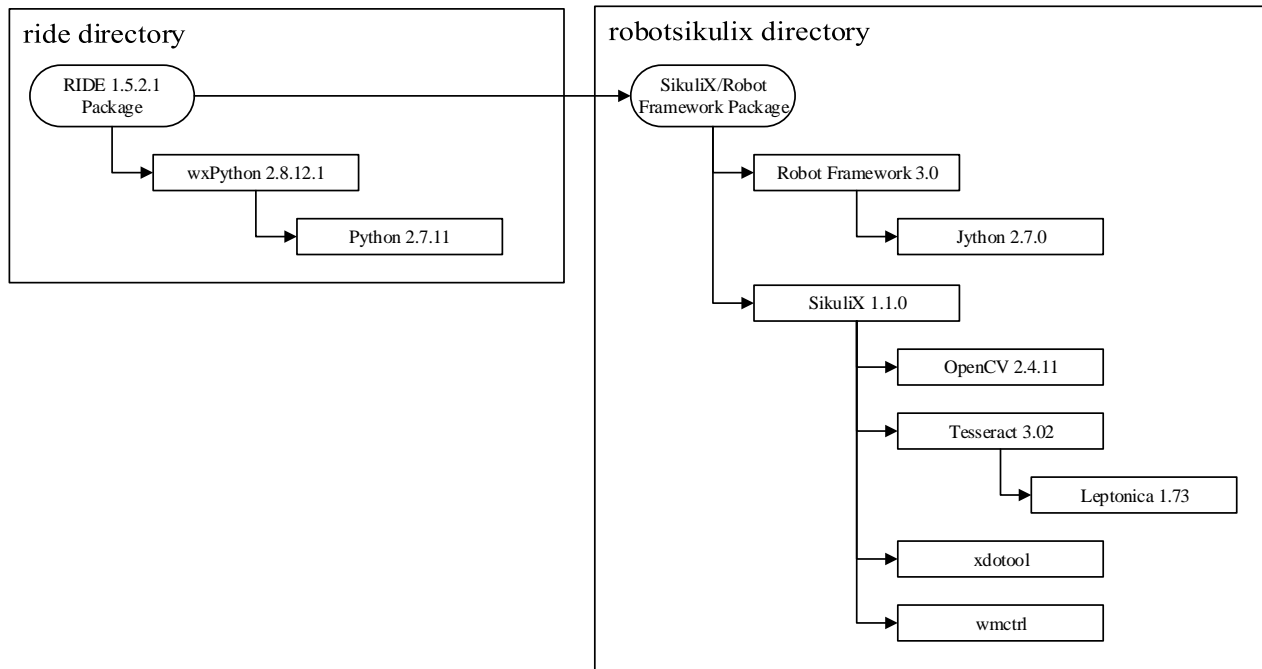 ride directory
RIDE 1.5.2.1
Package
wxPython 2.8.12.1
Python 2.7.11
robotsikulix directory
SikuliX/Robot
Framework Package
Robot Framework 3.0
Jython 2.7.0
SikuliX 1.1.0
OpenCV 2.4.11
Tesseract 3.02
Leptonica 1.73
xdotool
wmctrl